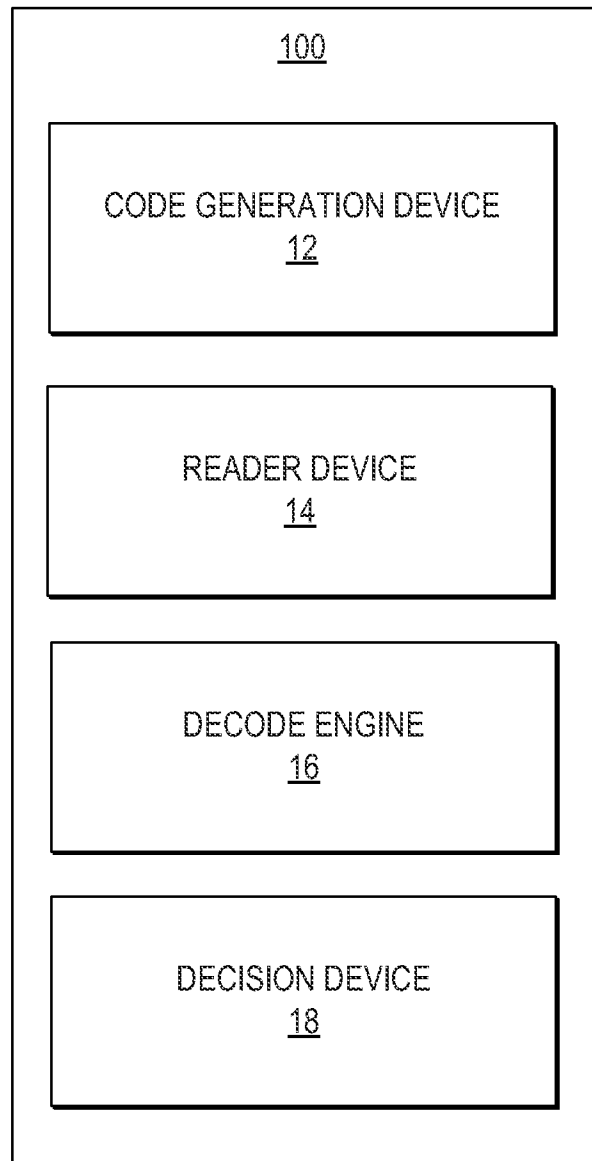 100
CODE GENERATION DEVICE
12
READER DEVICE
14
DECODE ENGINE
16
DECISION DEVICE
18